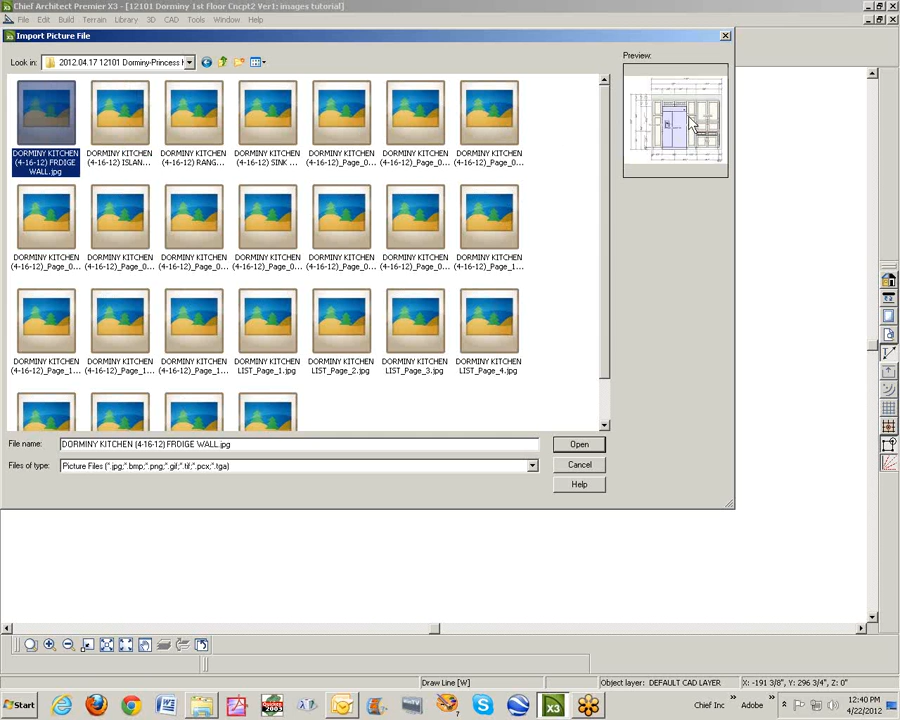 Chief Architect Premier X3 - [12101 Dorminy 1st Floor Cncpt2 Ver1: images tutorial]
File Edit Build Terrain Library 3D CAD Tools Window Help
Import Picture File
Look in: 2012.04.17 12101 Dorminy-Princess
Preview:
DORMINY KITCHEN (4-16-12) FRDIGE WALL.jpg
DORMINY KITCHEN (4-16-12) ISLAN...
DORMINY KITCHEN (4-16-12) RANG...
DORMINY KITCHEN (4-16-12) SINK ...
DORMINY KITCHEN (4-16-12)_Page_0...
DORMINY KITCHEN (4-16-12)_Page_0...
DORMINY KITCHEN (4-16-12)_Page_0...
DORMINY KITCHEN (4-16-12)_Page_0...
DORMINY KITCHEN (4-16-12)_Page_0...
DORMINY KITCHEN (4-16-12)_Page_0...
DORMINY KITCHEN (4-16-12)_Page_0...
DORMINY KITCHEN (4-16-12)_Page_0...
DORMINY KITCHEN (4-16-12)_Page_0...
DORMINY KITCHEN (4-16-12)_Page_1...
DORMINY KITCHEN (4-16-12)_Page_1...
DORMINY KITCHEN (4-16-12)_Page_1...
DORMINY KITCHEN (4-16-12)_Page_1...
DORMINY KITCHEN LIST_Page_1.jpg
DORMINY KITCHEN LIST_Page_2.jpg
DORMINY KITCHEN LIST_Page_3.jpg
DORMINY KITCHEN LIST_Page_4.jpg
File name: DORMINY KITCHEN (4-16-12) FRDIGE WALL.jpg
Open
Files of type: Picture Files (*.jpg;*.bmp;*.png;*.gif;*.tif;*.pcx;*.tga)
Cancel
Help
Draw Line [W] Object layer: DEFAULT CAD LAYER X: -191 3/8", Y: 296 3/4", Z: 0"
Start
X3
Chief Inc » Adobe »
12:40 PM
4/22/2012